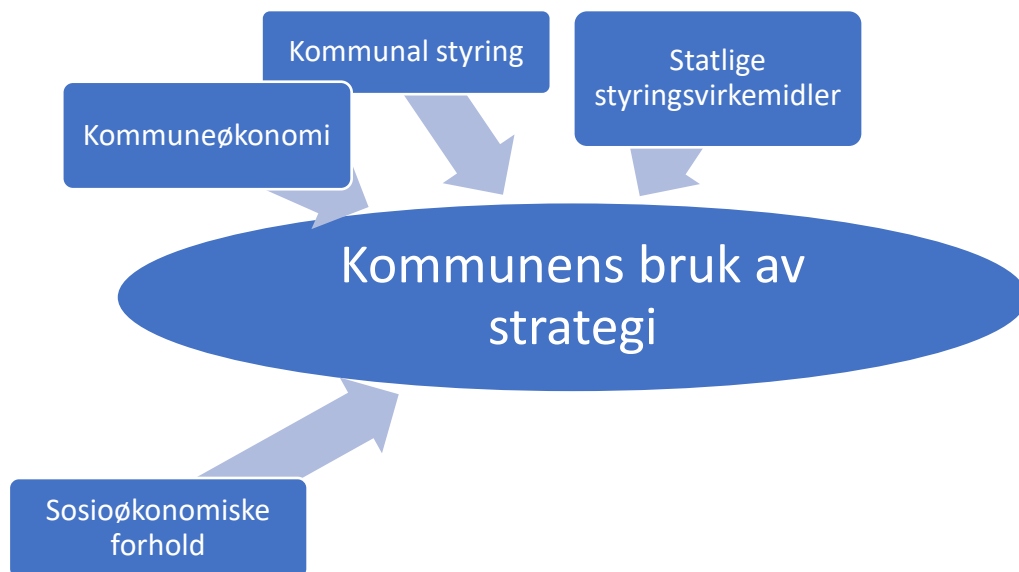 Kommunal styring
Statlige
styringsvirkemidler
Kommuneøkonomi
Kommunens bruk av
strategi
Sosioøkonomiske
forhold